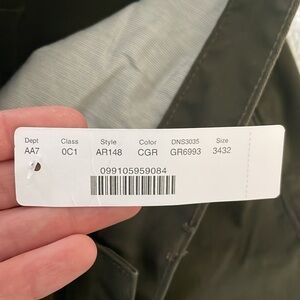 Dept Class Style Color DNS3035 Size
AA7 0C1 AR148 CGR GR6993 3432
099105959084